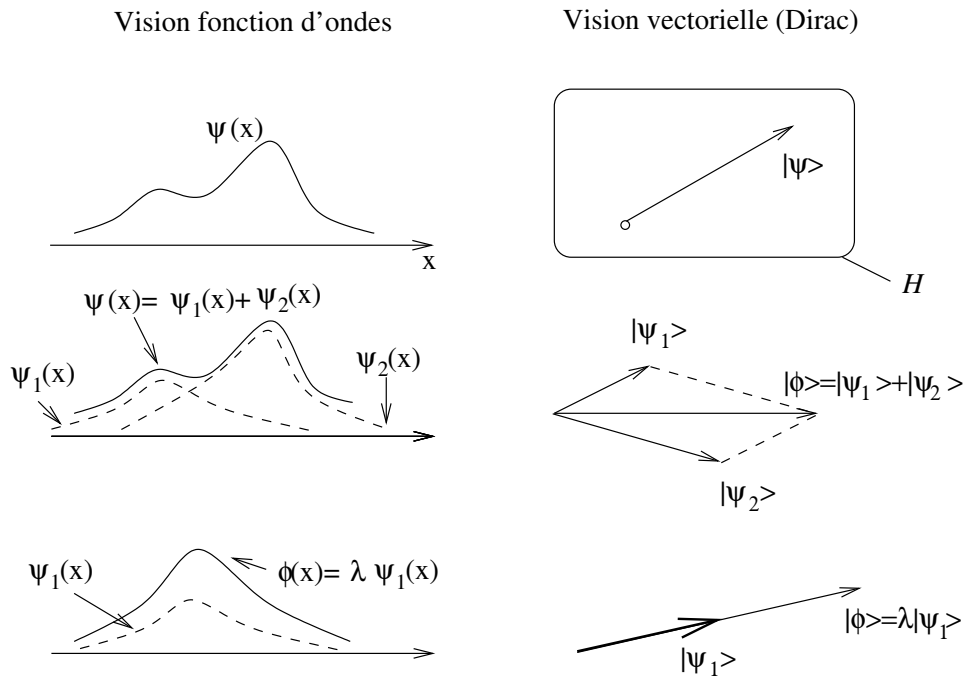 Vision fonction d'ondes
Vision vectorielle (Dirac)
ψ(x)
x
|ψ>
H
ψ(x)= ψ₁(x)+ ψ₂(x)
ψ₁(x)
ψ₂(x)
|ψ₁>
|ϕ>=|ψ₁>+|ψ₂>
|ψ₂>
ψ₁(x)
ϕ(x)= λ ψ₁(x)
|ψ₁>
|ϕ>=λ|ψ₁>